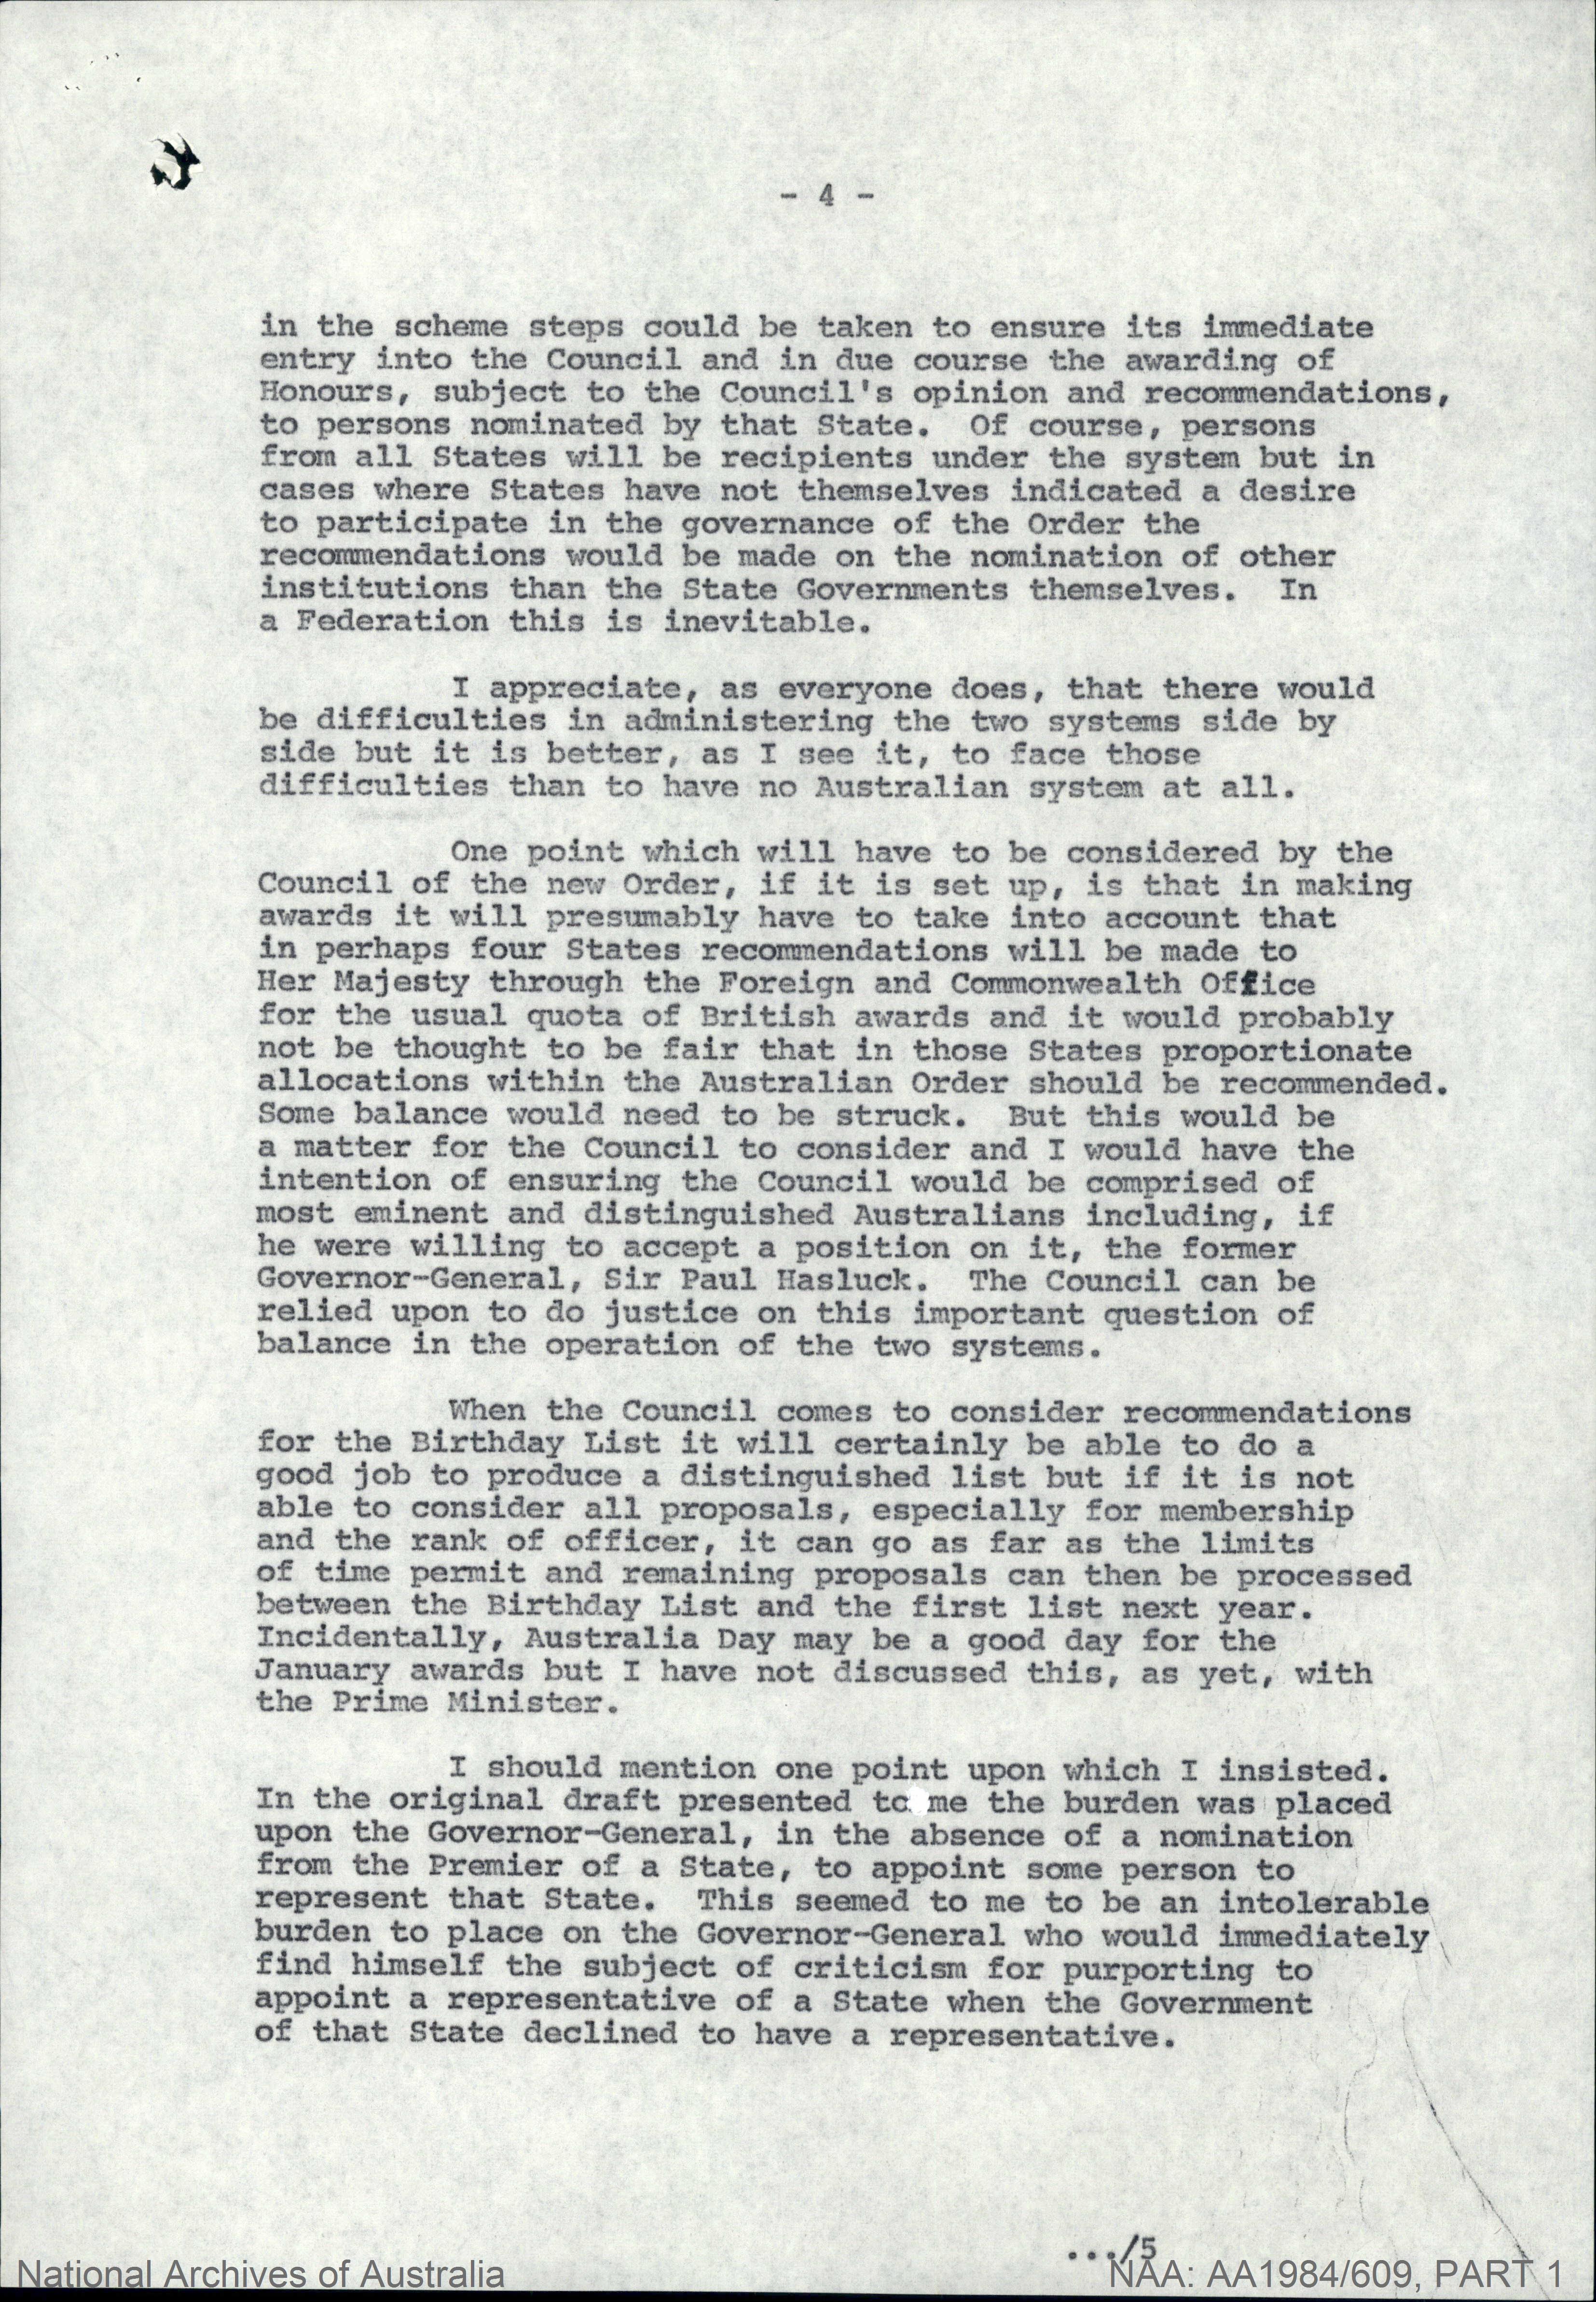 - 4 -
in the scheme steps could be taken to ensure its immediate
entry into the Council and in due course the awarding of
Honours, subject to the Council's opinion and recommendations,
to persons nominated by that State. Of course, persons
from all States will be recipients under the system but in
cases where States have not themselves indicated a desire
to participate in the governance of the Order the
recommendations would be made on the nomination of other
institutions than the State Governments themselves. In
a Federation this is inevitable.
I appreciate, as everyone does, that there would
be difficulties in administering the two systems side by
side but it is better, as I see it, to face those
difficulties than to have no Australian system at all.
One point which will have to be considered by the
Council of the new Order, if it is set up, is that in making
awards it will presumably have to take into account that
in perhaps four States recommendations will be made to
Her Majesty through the Foreign and Commonwealth Office
for the usual quota of British awards and it would probably
not be thought to be fair that in those States proportionate
allocations within the Australian Order should be recommended.
Some balance would need to be struck. But this would be
a matter for the Council to consider and I would have the
intention of ensuring the Council would be comprised of
most eminent and distinguished Australians including, if
he were willing to accept a position on it, the former
Governor-General, Sir Paul Hasluck. The Council can be
relied upon to do justice on this important question of
balance in the operation of the two systems.
When the Council comes to consider recommendations
for the Birthday List it will certainly be able to do a
good job to produce a distinguished list but if it is not
able to consider all proposals, especially for membership
and the rank of officer, it can go as far as the limits
of time permit and remaining proposals can then be processed
between the Birthday List and the first list next year.
Incidentally, Australia Day may be a good day for the
January awards but I have not discussed this, as yet, with
the Prime Minister.
I should mention one point upon which I insisted.
In the original draft presented to me the burden was placed
upon the Governor-General, in the absence of a nomination
from the Premier of a State, to appoint some person to
represent that State. This seemed to me to be an intolerable
burden to place on the Governor-General who would immediately
find himself the subject of criticism for purporting to
appoint a representative of a State when the Government
of that State declined to have a representative.
.../5
National Archives of Australia
NAA: AA1984/609, PART 1